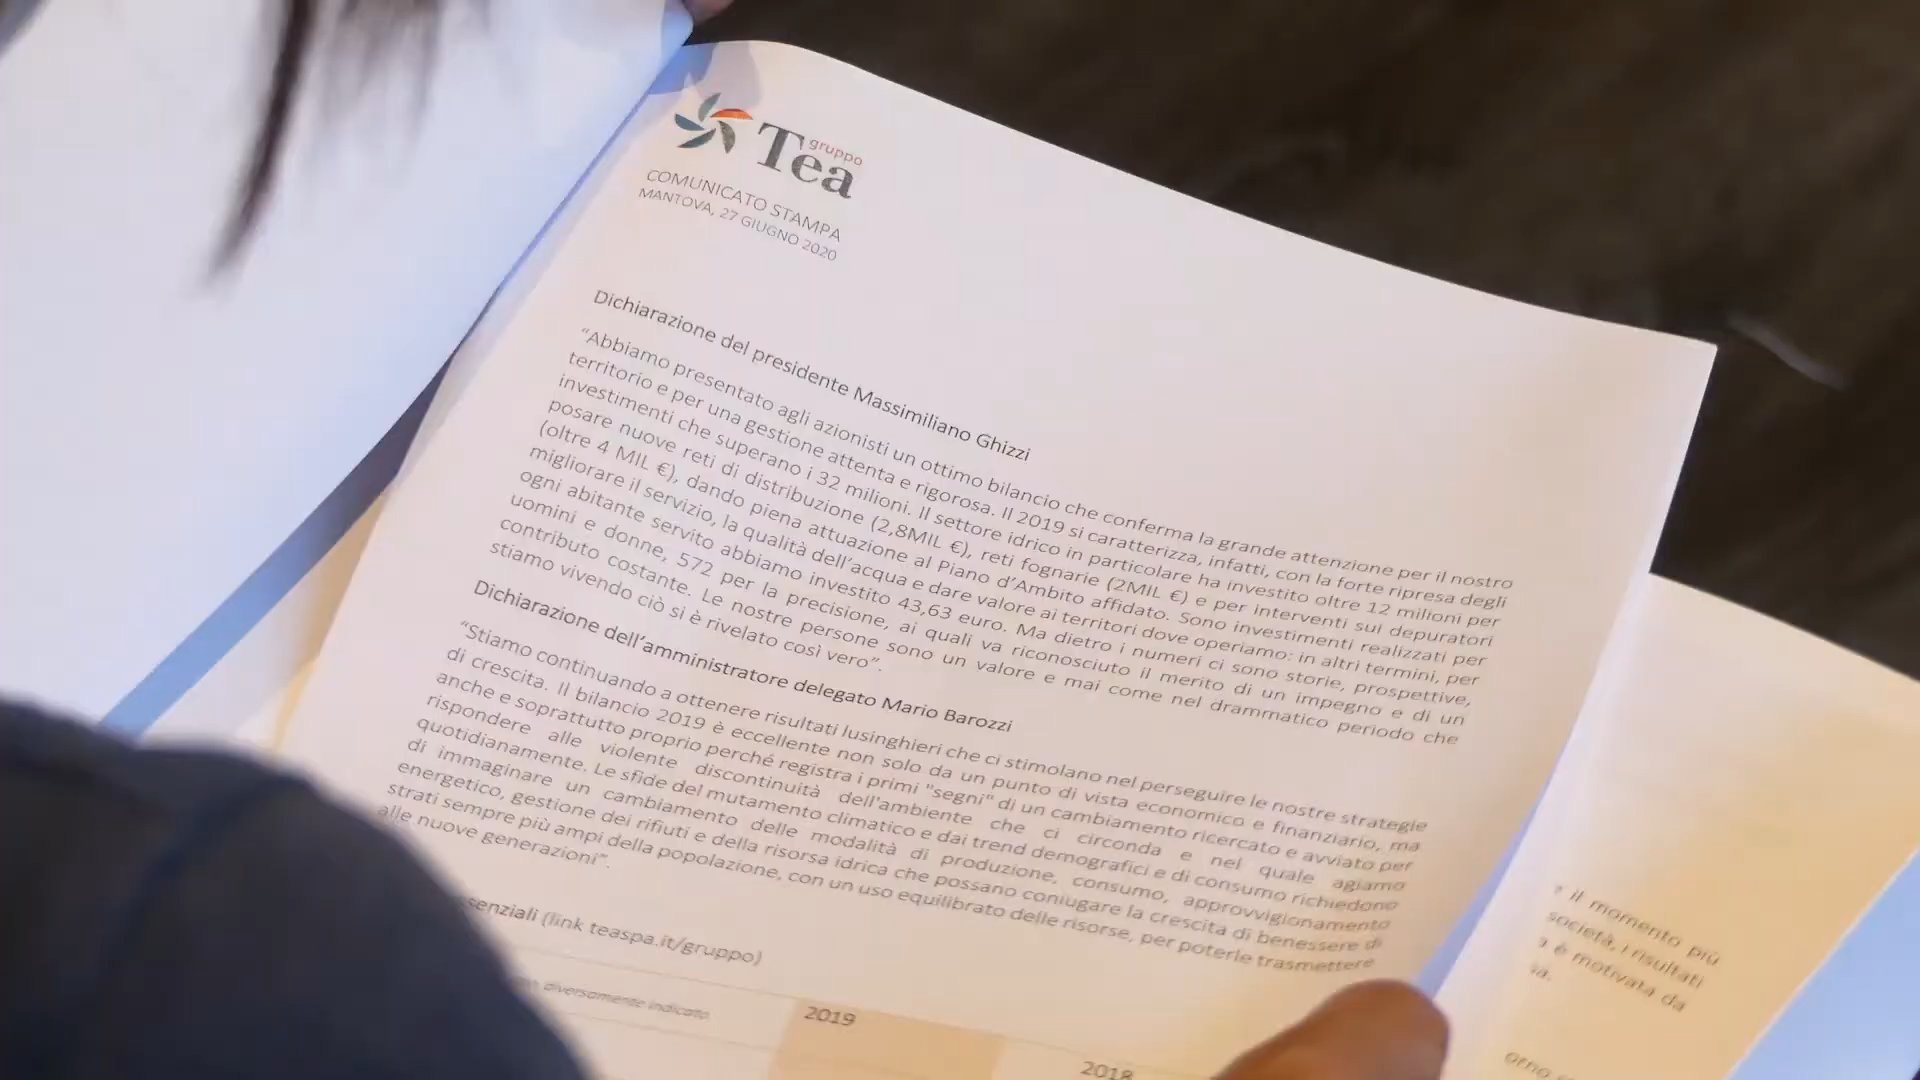 gruppo
Tea
COMUNICATO STAMPA
MANTOVA, 27 GIUGNO 2020
Dichiarazione del presidente Massimiliano Ghizzi
“Abbiamo presentato agli azionisti un ottimo bilancio che conferma la grande attenzione per il nostro
territorio e per una gestione attenta e rigorosa. Il 2019 si caratterizza, infatti, con la forte ripresa degli
investimenti che superano i 32 milioni. Il settore idrico in particolare ha investito oltre 12 milioni per
posare nuove reti di distribuzione (2,8MIL €), reti fognarie (2MIL €) e per interventi sui depuratori
(oltre 4 MIL €), dando piena attuazione al Piano d’Ambito affidato. Sono investimenti realizzati per
migliorare il servizio, la qualità dell’acqua e dare valore ai territori dove operiamo: in altri termini, per
ogni abitante servito abbiamo investito 43,63 euro. Ma dietro i numeri ci sono storie, prospettive,
uomini e donne, 572 per la precisione, ai quali va riconosciuto il merito di un impegno e di un
contributo costante. Le nostre persone sono un valore e mai come nel drammatico periodo che
stiamo vivendo ciò si è rivelato così vero”.
Dichiarazione dell’amministratore delegato Mario Barozzi
“Stiamo continuando a ottenere risultati lusinghieri che ci stimolano nel perseguire le nostre strategie
di crescita. Il bilancio 2019 è eccellente non solo da un punto di vista economico e finanziario, ma
anche e soprattutto proprio perché registra i primi "segni" di un cambiamento ricercato e avviato per
rispondere alle violente discontinuità dell'ambiente che ci circonda e nel quale agiamo
quotidianamente. Le sfide del mutamento climatico e dai trend demografici e di consumo richiedono
di immaginare un cambiamento delle modalità di produzione, consumo, approvvigionamento
energetico, gestione dei rifiuti e della risorsa idrica che possano coniugare la crescita di benessere di
strati sempre più ampi della popolazione, con un uso equilibrato delle risorse, per poterle trasmettere
alle nuove generazioni”.
senziali (link teaspa.it/gruppo)
diversamente indicato
2019
2018
il momento più
società, i risultati
è motivata da